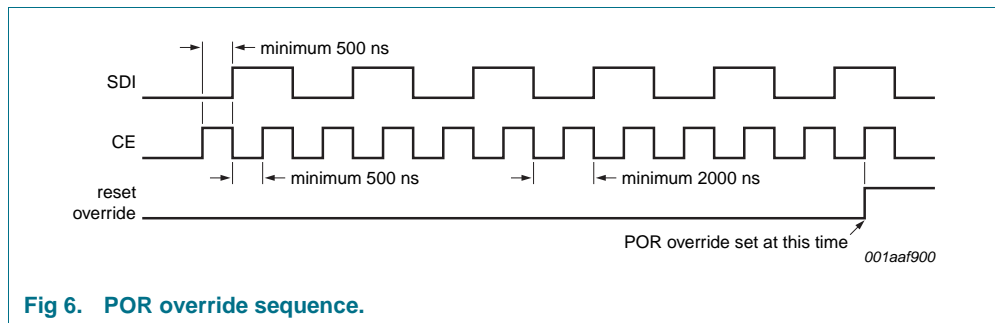 minimum 500 ns
SDI
CE
minimum 500 ns
minimum 2000 ns
reset
override
POR override set at this time
001aaf900
Fig 6. POR override sequence.